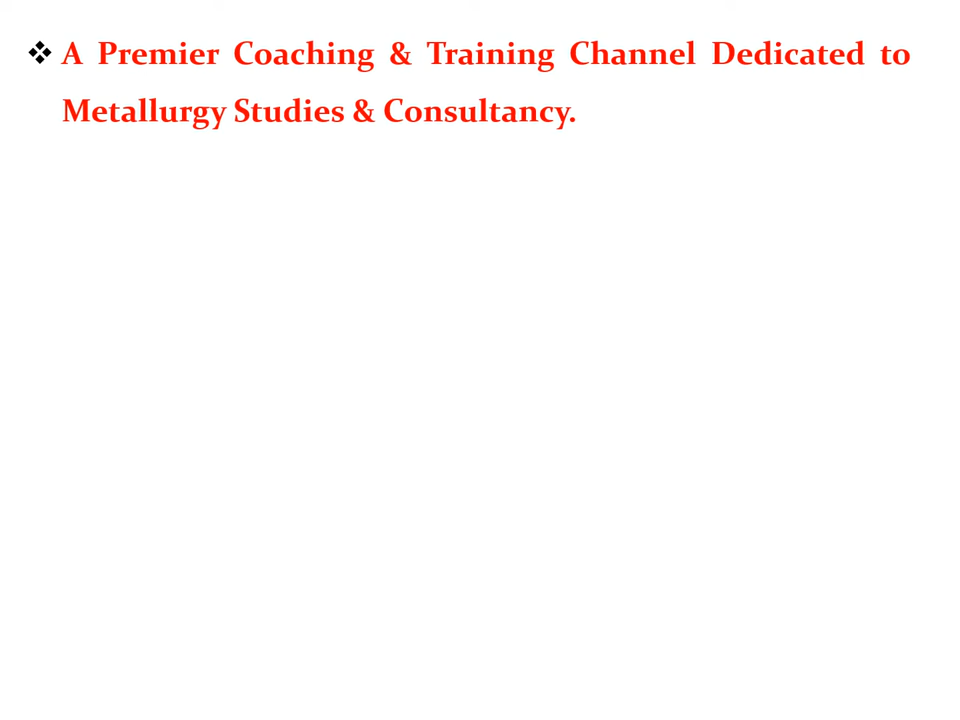 ❖ A Premier Coaching & Training Channel Dedicated to
Metallurgy Studies & Consultancy.